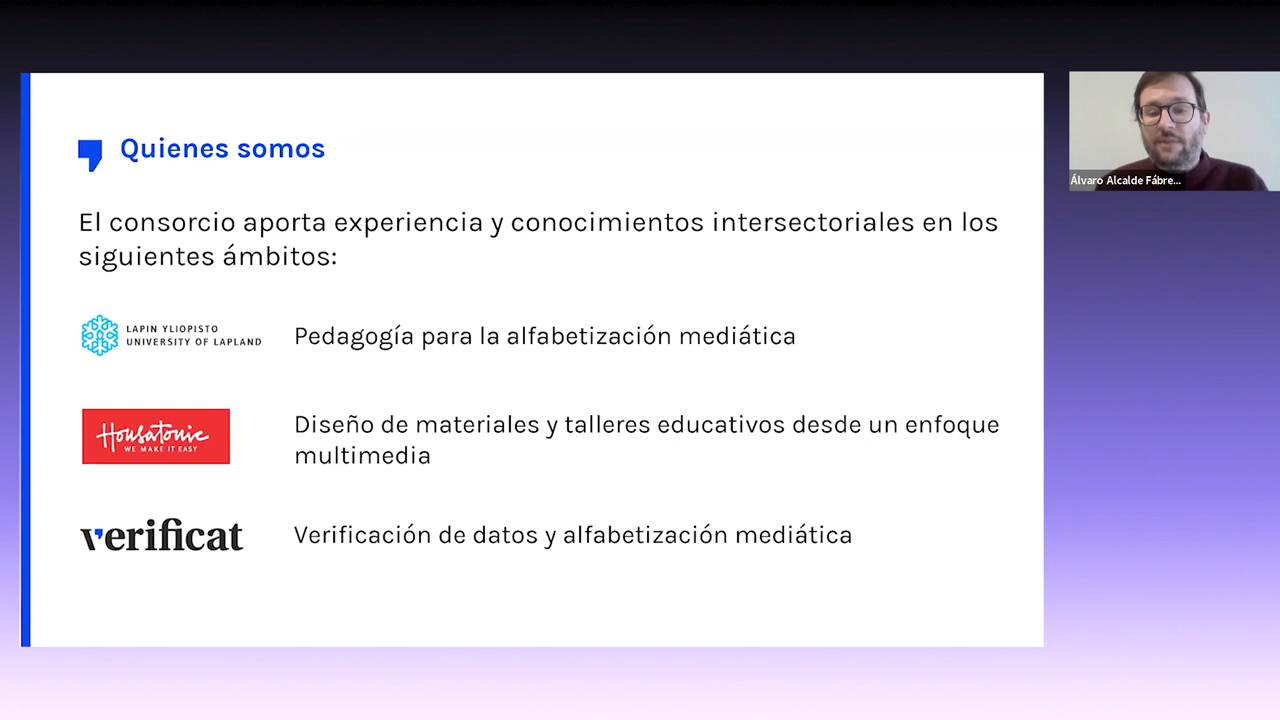 Quienes somos
El consorcio aporta experiencia y conocimientos intersectoriales en los
siguientes ámbitos:
LAPIN YLIOPISTO
UNIVERSITY OF LAPLAND
Pedagogía para la alfabetización mediática
Housatonic
WE MAKE IT EASY
Diseño de materiales y talleres educativos desde un enfoque
multimedia
verificat
Verificación de datos y alfabetización mediática
Álvaro Alcalde Fábre...